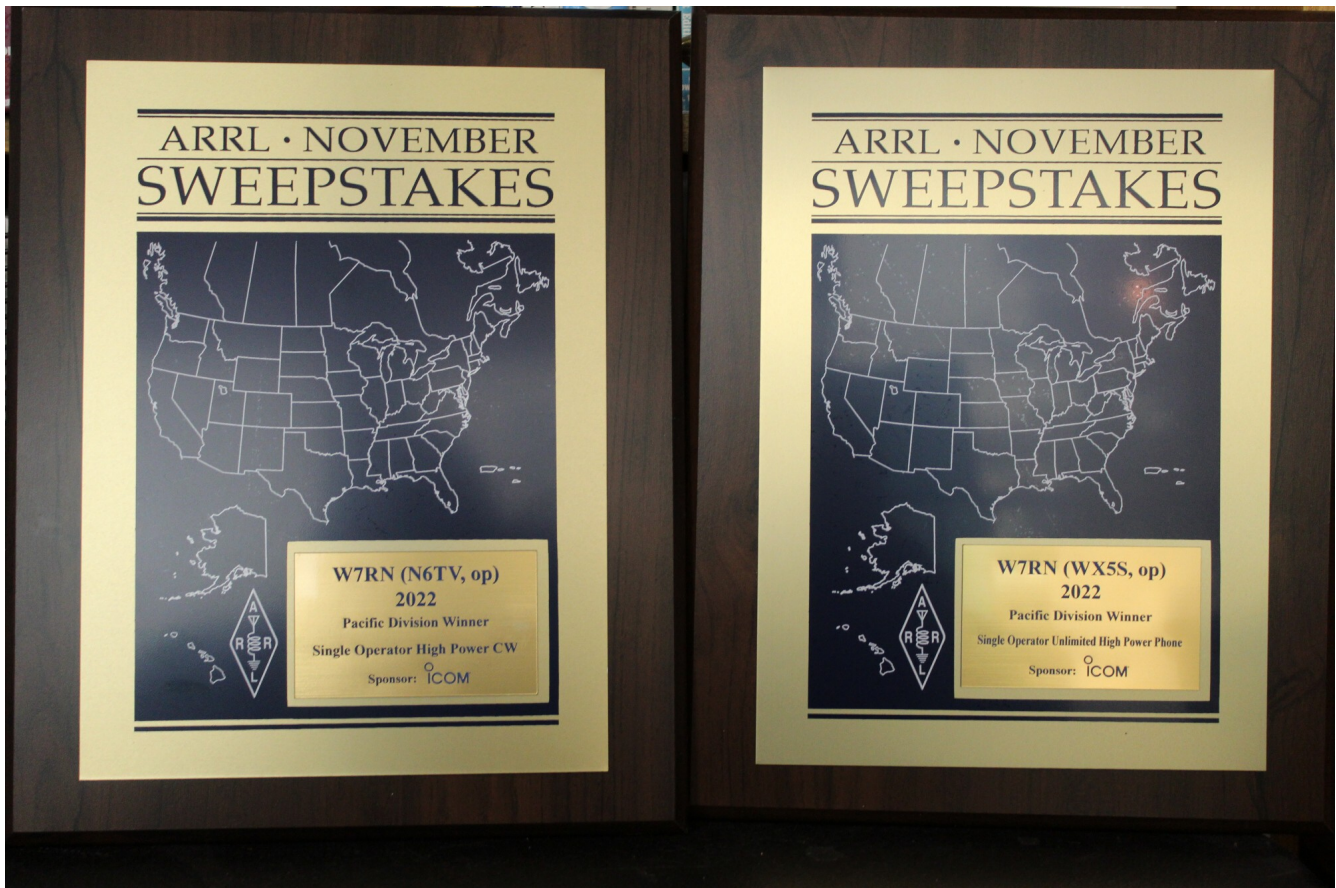 ARRL · NOVEMBER
SWEEPSTAKES
W7RN (N6TV, op)
2022
Pacific Division Winner
Single Operator High Power CW
Sponsor: ICOM
A
R R
L
ARRL · NOVEMBER
SWEEPSTAKES
W7RN (WX5S, op)
2022
Pacific Division Winner
Single Operator Unlimited High Power Phone
Sponsor: ICOM
A
R R
L